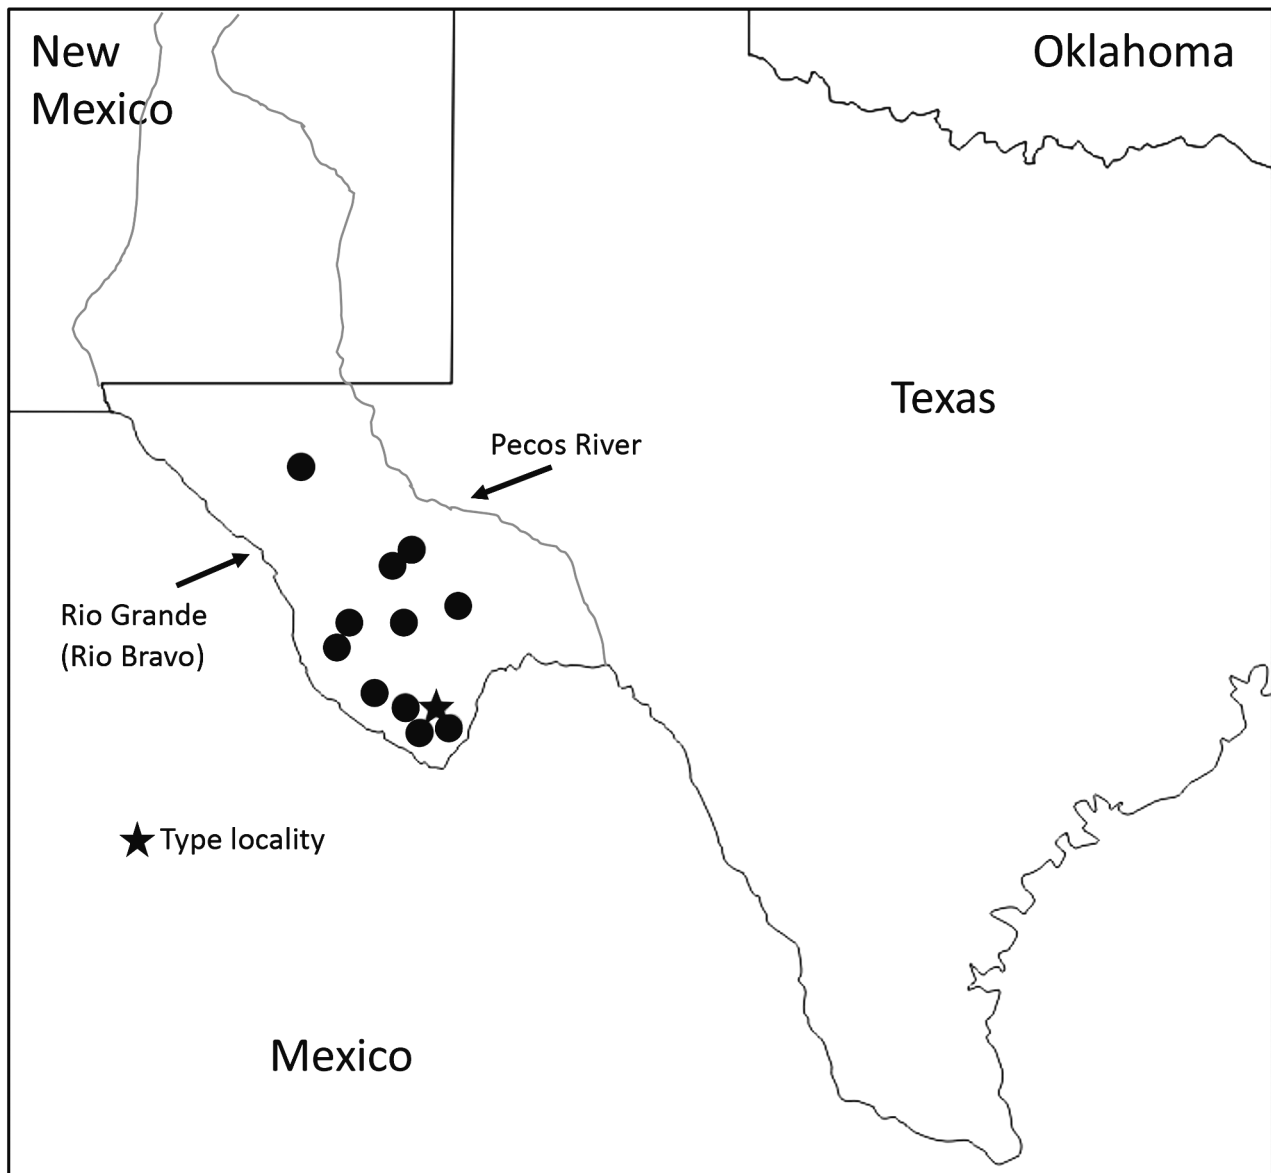 New
Mexico
Oklahoma
Texas
Pecos River
Rio Grande
(Rio Bravo)
Type locality
Mexico